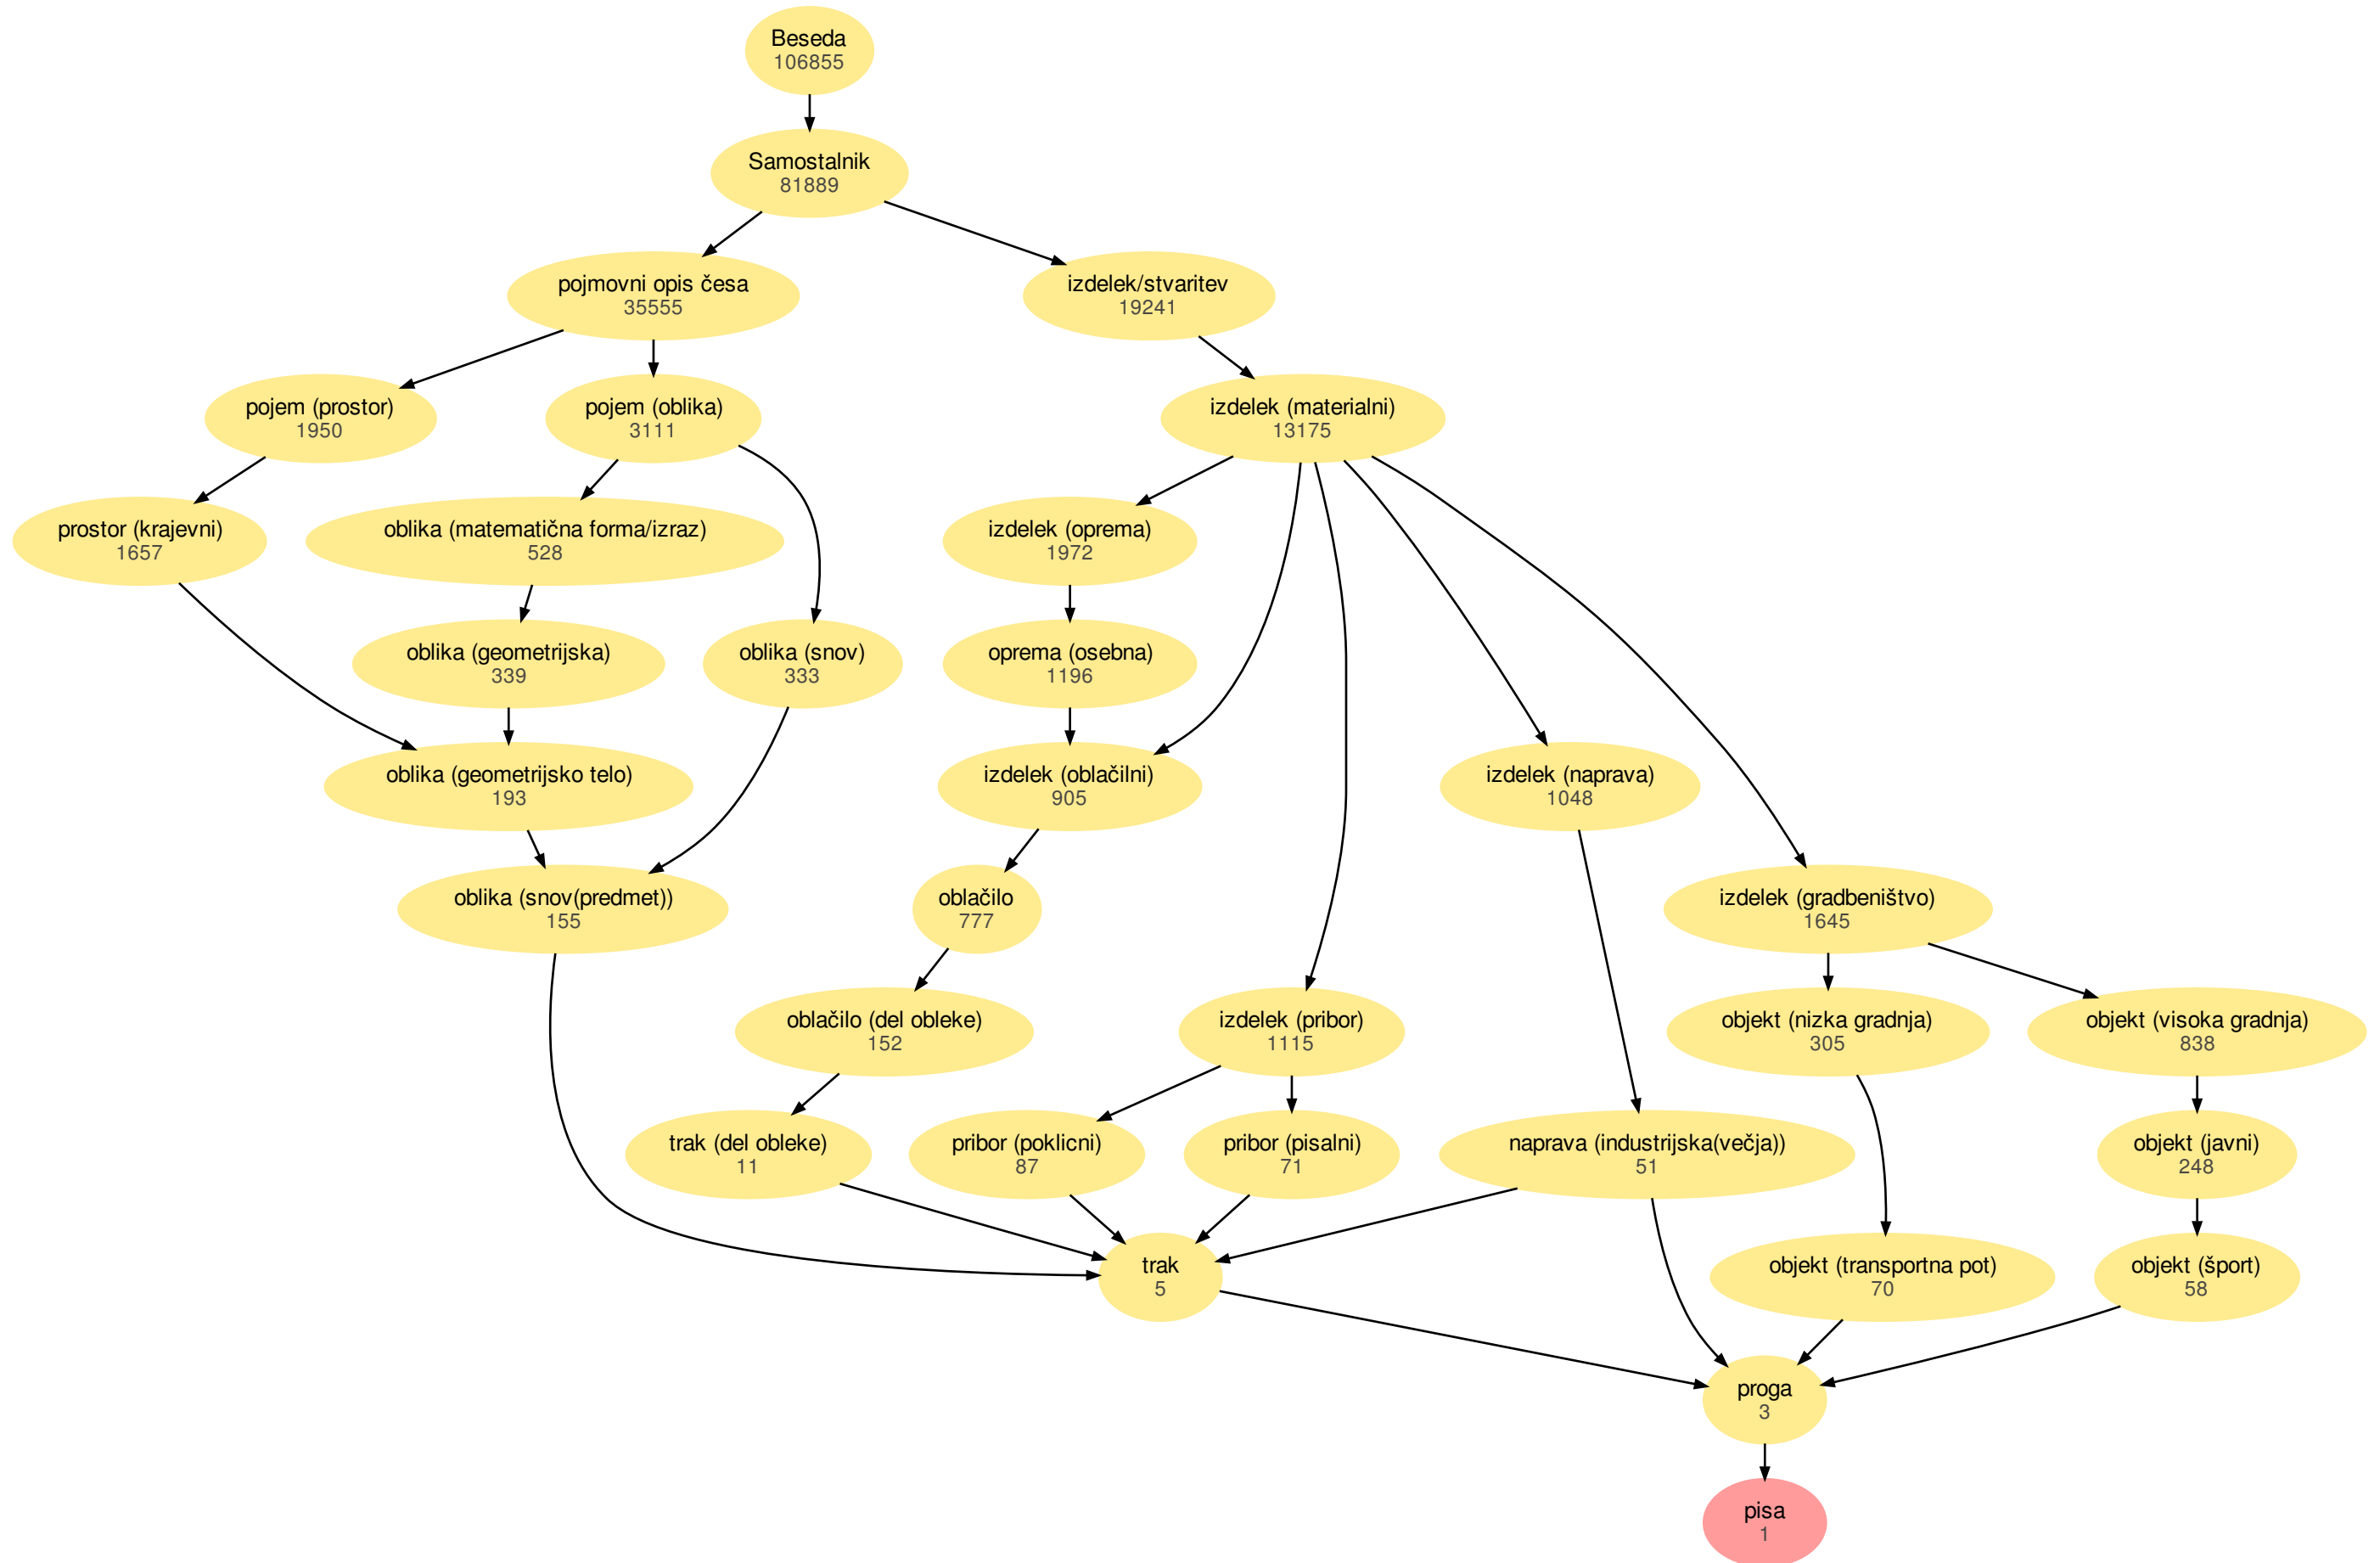 Beseda
106855
Samostalnik
81889
pojmovni opis česa
35555
izdelek/stvaritev
19241
pojem (prostor)
1950
pojem (oblika)
3111
izdelek (materialni)
13175
prostor (krajevni)
1657
oblika (matematična forma/izraz)
528
izdelek (oprema)
1972
oblika (geometrijska)
339
oblika (snov)
333
oprema (osebna)
1196
oblika (geometrijsko telo)
193
izdelek (oblačilni)
905
izdelek (naprava)
1048
oblika (snov(predmet))
155
oblačilo
777
izdelek (gradbeništvo)
1645
oblačilo (del obleke)
152
izdelek (pribor)
1115
objekt (nizka gradnja)
305
objekt (visoka gradnja)
838
trak (del obleke)
11
pribor (poklicni)
87
pribor (pisalni)
71
naprava (industrijska(večja))
51
objekt (javni)
248
trak
5
objekt (transportna pot)
70
objekt (šport)
58
proga
3
pisa
1